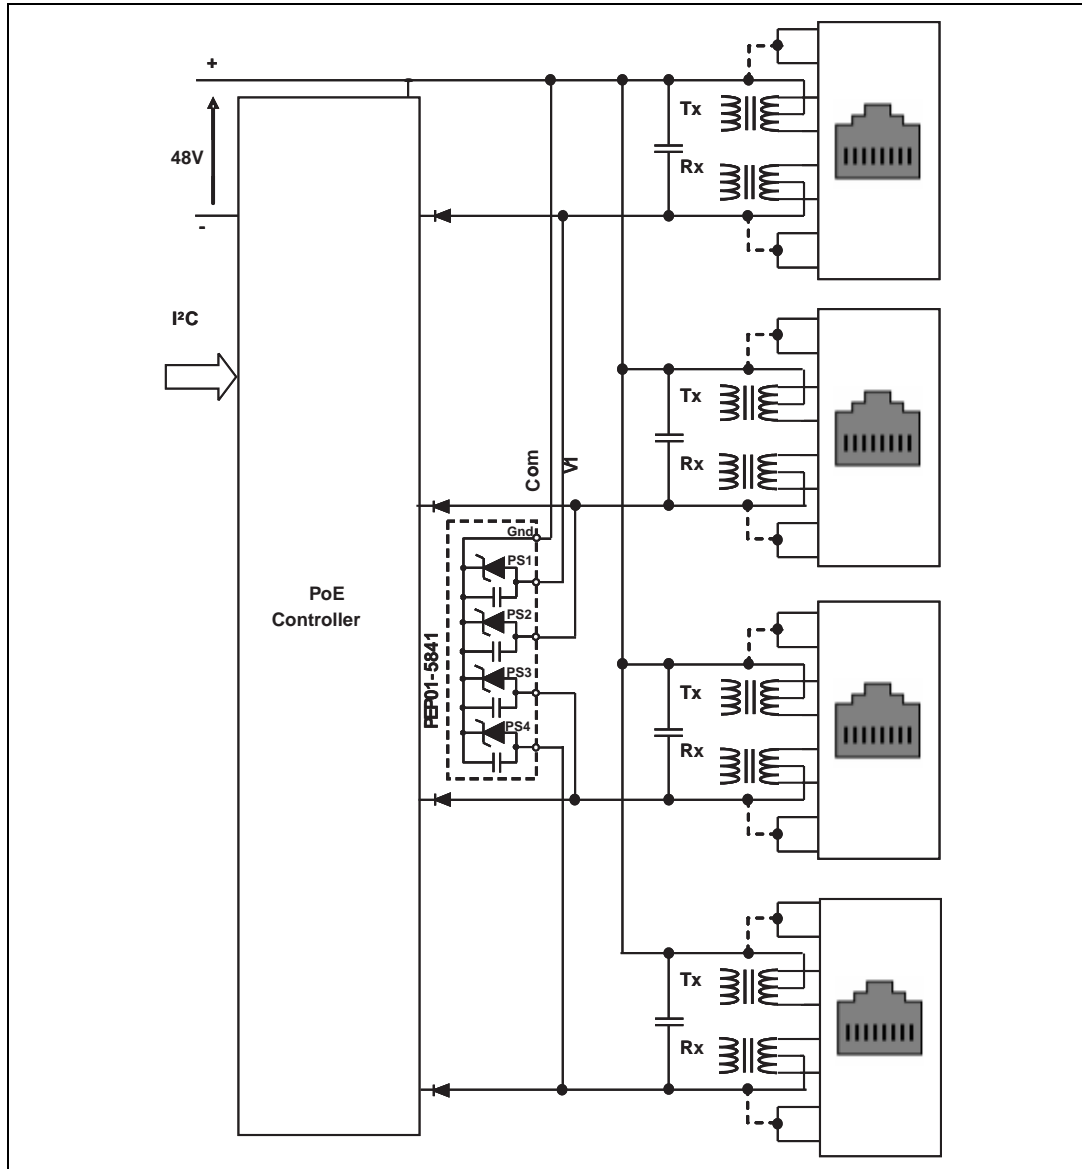 +
48V
-
I²C
PoE
Controller
Com
V1
PEP01-5841
Gnd
PS1
PS2
PS3
PS4
Tx
Rx
Tx
Rx
Tx
Rx
Tx
Rx